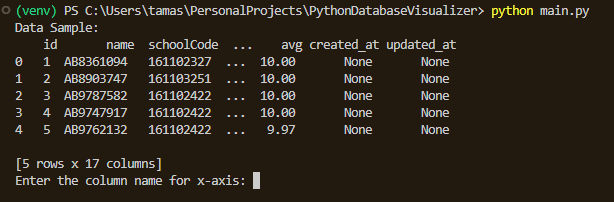 (venv) PS C:\Users\tamas\PersonalProjects\PythonDatabaseVisualizer> python main.py
Data Sample:
   id      name  schoolCode  ...    avg created_at updated_at
0   1  AB8361094   161102327  ...  10.00       None       None
1   2  AB8903747   161103251  ...  10.00       None       None
2   3  AB9787582   161102422  ...  10.00       None       None
3   4  AB9747917   161102422  ...  10.00       None       None
4   5  AB9762132   161102422  ...   9.97       None       None
[5 rows x 17 columns]
Enter the column name for x-axis: